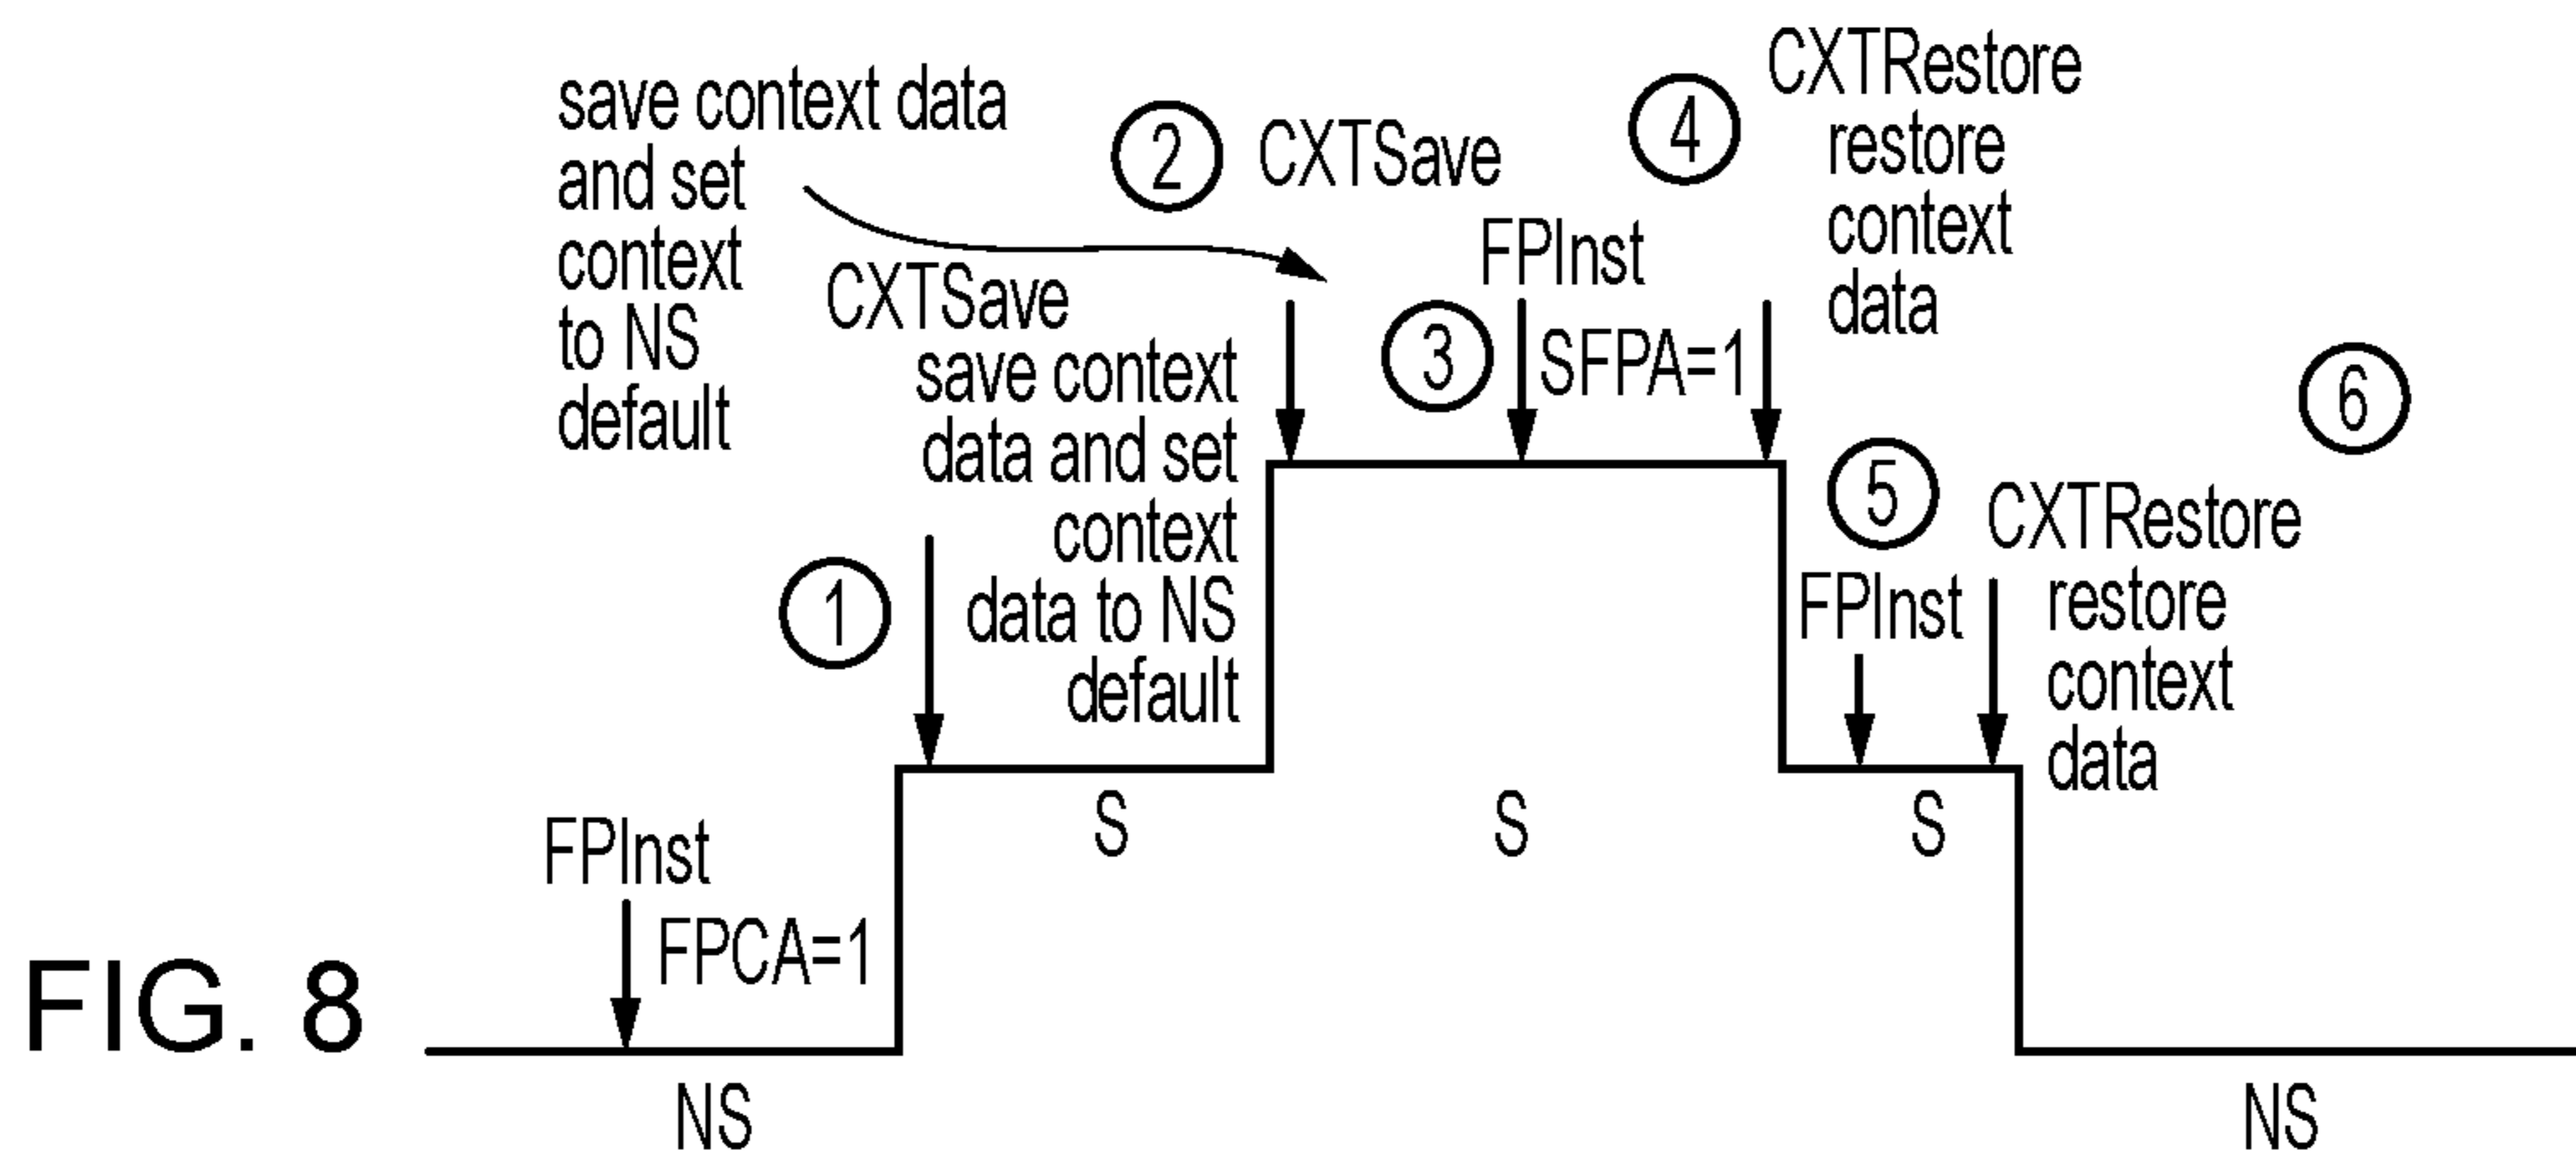 save context data
and set
context
to NS
default
2 CXTSave
4 CXTRestore
restore
context
data
CXTSave
save context
data and set
context
data to NS
default
FPInst
3 SFPA=1
6
5
FPInst
CXTRestore
restore
context
data
1
S
S
S
FPInst
FPCA=1
FIG. 8
NS
NS